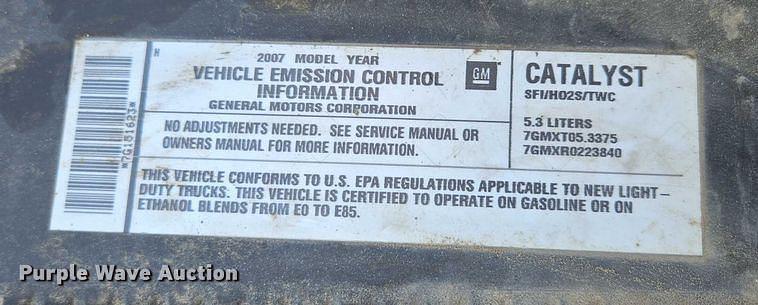 H
2007 MODEL YEAR
VEHICLE EMISSION CONTROL
INFORMATION
GENERAL MOTORS CORPORATION
GM
CATALYST
SFI/HO2S/TWC
5.3 LITERS
7GMXT05.3375
7GMXR0223840
NO ADJUSTMENTS NEEDED. SEE SERVICE MANUAL OR
OWNERS MANUAL FOR MORE INFORMATION.
THIS VEHICLE CONFORMS TO U.S. EPA REGULATIONS APPLICABLE TO NEW LIGHT-
DUTY TRUCKS. THIS VEHICLE IS CERTIFIED TO OPERATE ON GASOLINE OR ON
ETHANOL BLENDS FROM E0 TO E85.
*7G181623*
Purple Wave Auction